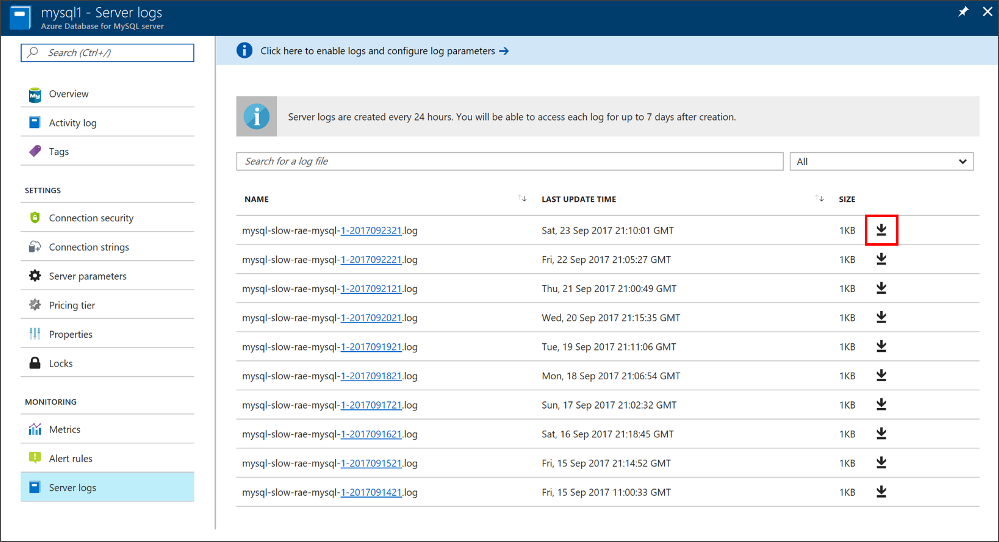 mysql1 - Server logs
Azure Database for MySQL server
Search (Ctrl+/)
Overview
Activity log
Tags
SETTINGS
Connection security
Connection strings
Server parameters
Pricing tier
Properties
Locks
MONITORING
Metrics
Alert rules
Server logs
Click here to enable logs and configure log parameters →
Server logs are created every 24 hours. You will be able to access each log for up to 7 days after creation.
Search for a log file All
NAME LAST UPDATE TIME SIZE
mysql-slow-rae-mysql-1-2017092321.log Sat, 23 Sep 2017 21:10:01 GMT 1KB
mysql-slow-rae-mysql-1-2017092221.log Fri, 22 Sep 2017 21:05:27 GMT 1KB
mysql-slow-rae-mysql-1-2017092121.log Thu, 21 Sep 2017 21:00:49 GMT 1KB
mysql-slow-rae-mysql-1-2017092021.log Wed, 20 Sep 2017 21:15:35 GMT 1KB
mysql-slow-rae-mysql-1-2017091921.log Tue, 19 Sep 2017 21:11:06 GMT 1KB
mysql-slow-rae-mysql-1-2017091821.log Mon, 18 Sep 2017 21:06:54 GMT 1KB
mysql-slow-rae-mysql-1-2017091721.log Sun, 17 Sep 2017 21:02:32 GMT 1KB
mysql-slow-rae-mysql-1-2017091621.log Sat, 16 Sep 2017 21:18:45 GMT 1KB
mysql-slow-rae-mysql-1-2017091521.log Fri, 15 Sep 2017 21:14:52 GMT 1KB
mysql-slow-rae-mysql-1-2017091421.log Fri, 15 Sep 2017 11:00:33 GMT 1KB